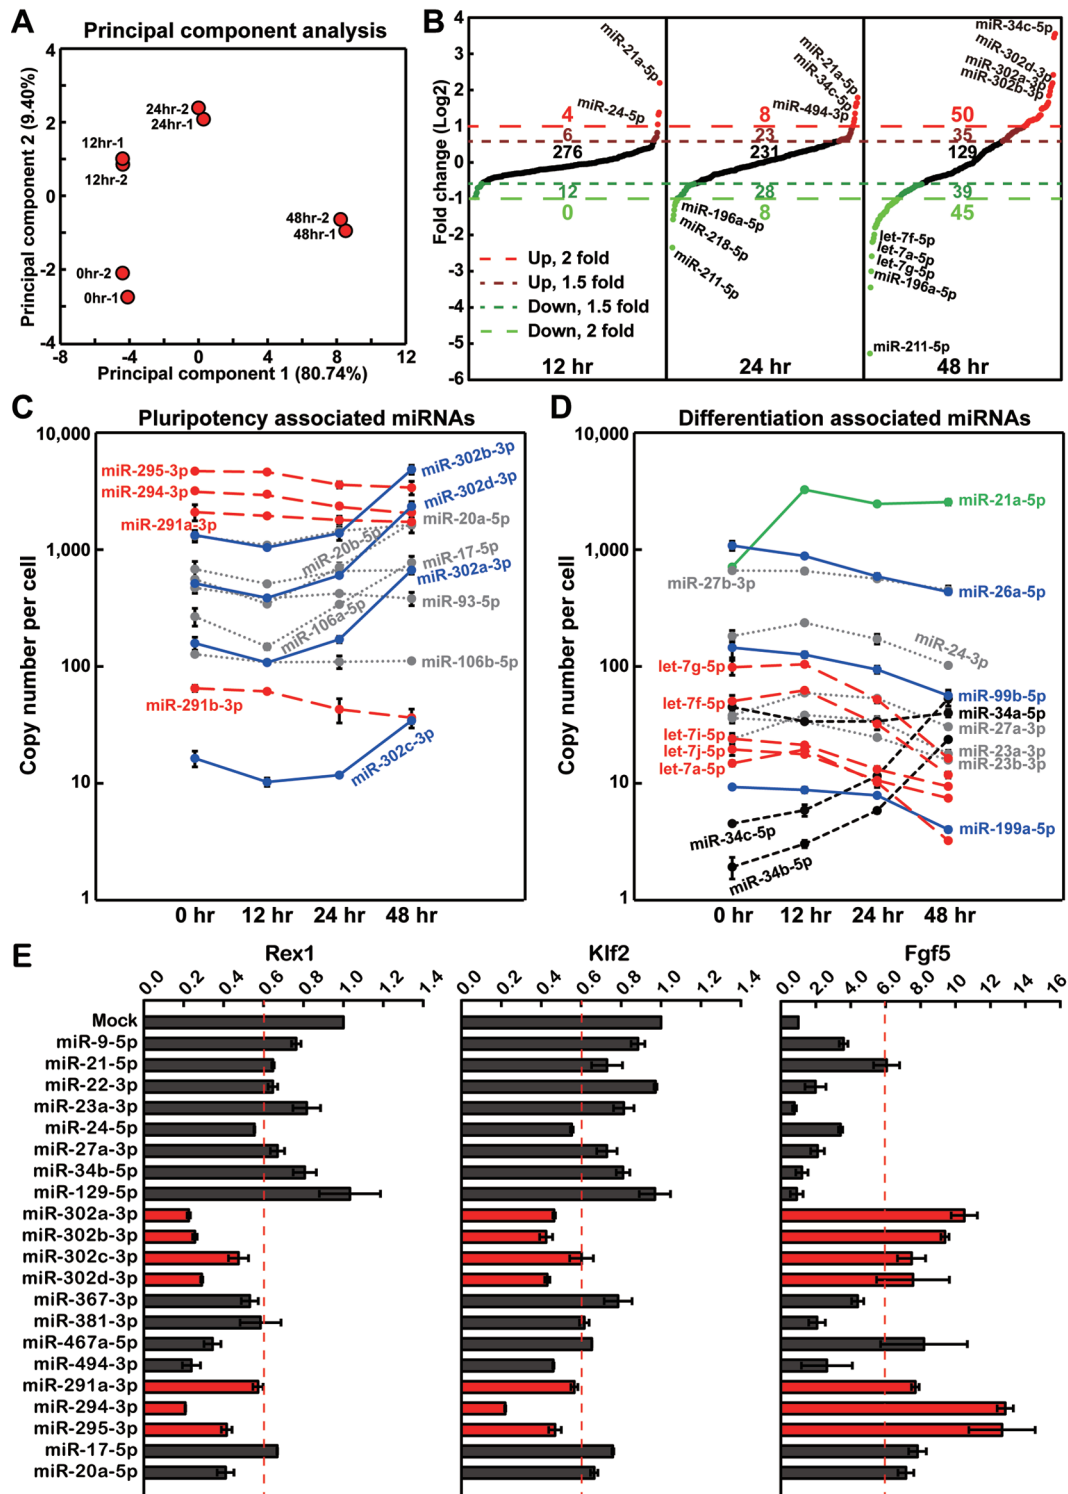 A
Principal component analysis
4
2
0
-2
-4
Principal component 2 (9.40%)
24hr-2
24hr-1
12hr-1
12hr-2
48hr-2
48hr-1
0hr-2
0hr-1
-8 -4 0 4 8 12
Principal component 1 (80.74%)
B
4
3
2
1
0
-1
-2
-3
-4
-5
-6
Fold change (Log2)
miR-21a-5p
miR-24-5p
4
6
276
12
0
Up, 2 fold
Up, 1.5 fold
Down, 1.5 fold
Down, 2 fold
12 hr
miR-21a-5p
miR-34c-5p
miR-494-3p
8
23
231
28
8
miR-196a-5p
miR-218-5p
miR-211-5p
24 hr
miR-34c-5p
miR-302d-3p
miR-302a-3p
miR-302b-3p
50
35
129
39
45
let-7f-5p
let-7a-5p
let-7g-5p
miR-196a-5p
miR-211-5p
48 hr
C
Pluripotency associated miRNAs
10,000
1,000
100
10
1
Copy number per cell
miR-295-3p
miR-294-3p
miR-291a-3p
miR-302b-3p
miR-302d-3p
miR-20a-5p
miR-20b-5p
miR-17-5p
miR-302a-3p
miR-93-5p
miR-106a-5p
miR-106b-5p
miR-291b-3p
miR-302c-3p
0 hr 12 hr 24 hr 48 hr
D
Differentiation associated miRNAs
10,000
1,000
100
10
1
Copy number per cell
miR-21a-5p
miR-27b-3p
miR-26a-5p
miR-24-3p
let-7g-5p
miR-99b-5p
let-7f-5p
miR-34a-5p
miR-27a-3p
let-7i-5p
let-7j-5p
miR-23a-3p
miR-23b-3p
let-7a-5p
miR-199a-5p
miR-34c-5p
miR-34b-5p
0 hr 12 hr 24 hr 48 hr
E
Rex1
0.0 0.2 0.4 0.6 0.8 1.0 1.2 1.4
Klf2
0.0 0.2 0.4 0.6 0.8 1.0 1.2 1.4
Fgf5
0.0 2.0 4.0 6.0 8.0 10 12 14 16
Mock
miR-9-5p
miR-21-5p
miR-22-3p
miR-23a-3p
miR-24-5p
miR-27a-3p
miR-34b-5p
miR-129-5p
miR-302a-3p
miR-302b-3p
miR-302c-3p
miR-302d-3p
miR-367-3p
miR-381-3p
miR-467a-5p
miR-494-3p
miR-291a-3p
miR-294-3p
miR-295-3p
miR-17-5p
miR-20a-5p